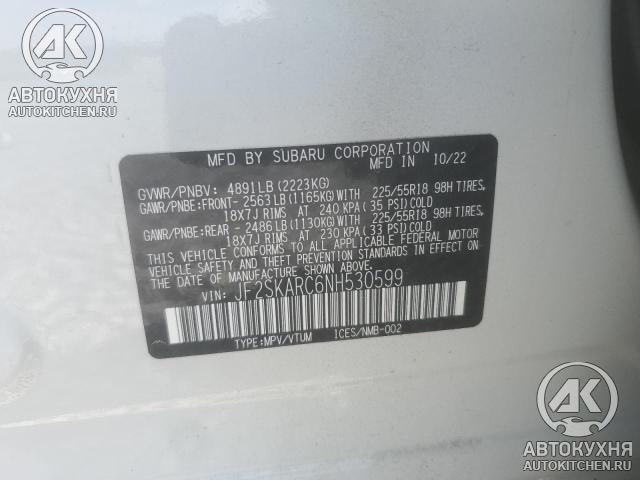 АК
АВТОКУХНЯ
AUTOKITCHEN.RU
MFD BY SUBARU CORPORATION
MFD IN 10/22
GVWR/PNBV: 4891LB (2223KG)
GAWR/PNBE:FRONT- 2563LB (1165KG)WITH 225/55R18 98H TIRES,
18X7J RIMS AT 240 KPA (35 PSI)COLD
GAWR/PNBE:REAR - 2486LB (1130KG)WITH 225/55R18 98H TIRES,
18X7J RIMS AT 230 KPA (33 PSI)COLD
THIS VEHICLE CONFORMS TO ALL APPLICABLE FEDERAL MOTOR
VEHICLE SAFETY AND THEFT PREVENTION STANDARDS IN
EFFECT ON THE DATE OF MANUFACTURE SHOWN ABOVE.
VIN: JF2SKARC6NH530599
TYPE:MPV/VTUM ICES/NMB-002
АК
АВТОКУХНЯ
AUTOKITCHEN.RU